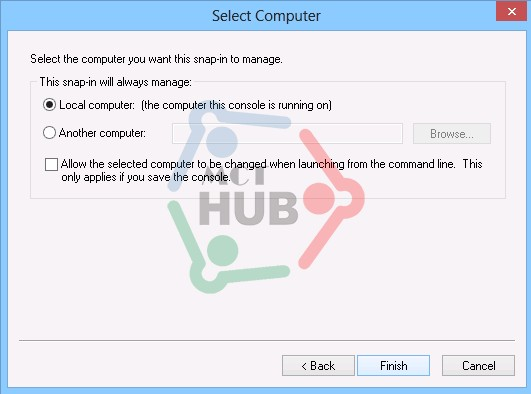 Select Computer
Select the computer you want this snap-in to manage.
This snap-in will always manage:
Local computer: (the computer this console is running on)
Another computer:
Browse...
Allow the selected computer to be changed when launching from the command line. This
only applies if you save the console.
MCT
HUB
< Back
Finish
Cancel